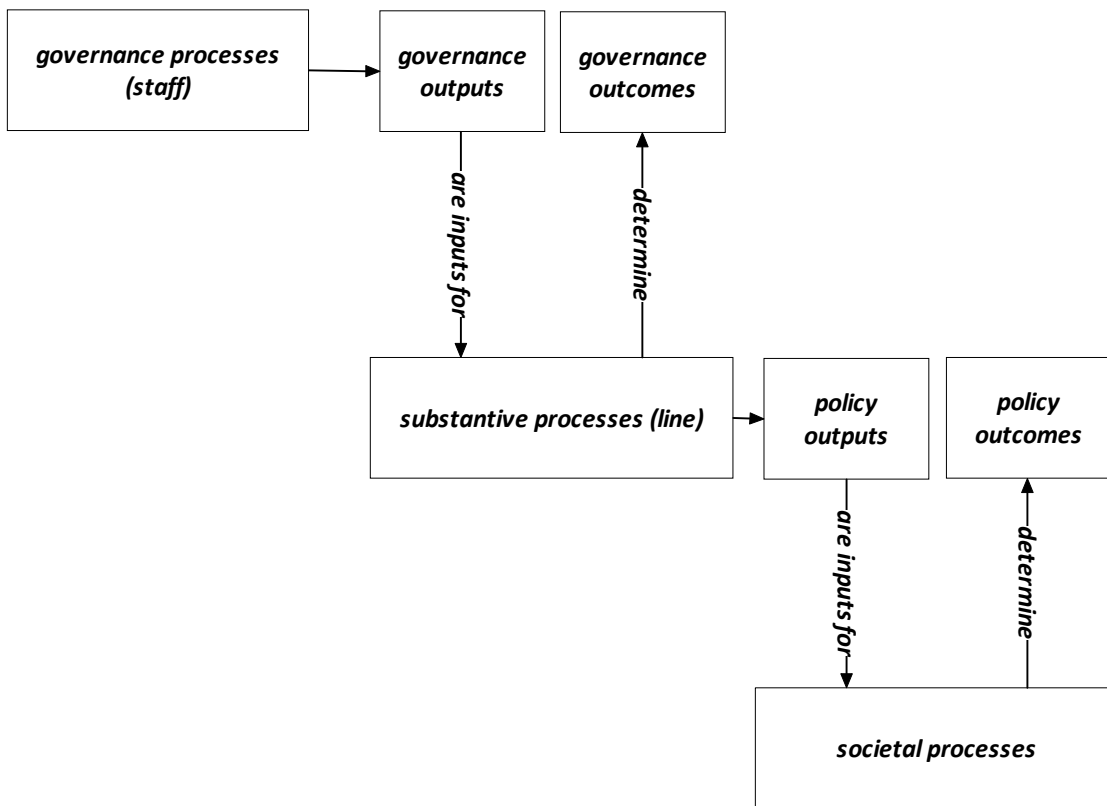 governance processes
(staff)
governance
outputs
governance
outcomes
are inputs for
determine
substantive processes (line)
policy
outputs
policy
outcomes
are inputs for
determine
societal processes